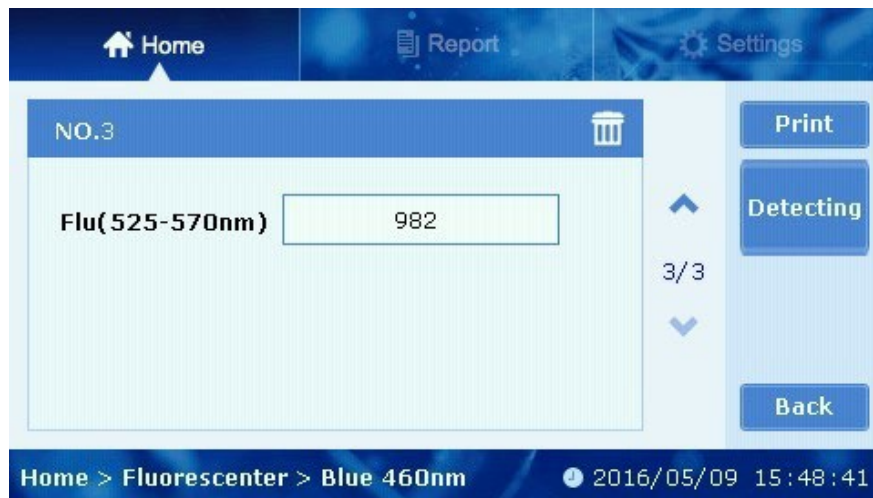 Home
Report
Settings
NO.3
Print
Flu(525-570nm)
982
Detecting
3/3
Back
Home > Fluorescenter > Blue 460nm
2016/05/09 15:48:41